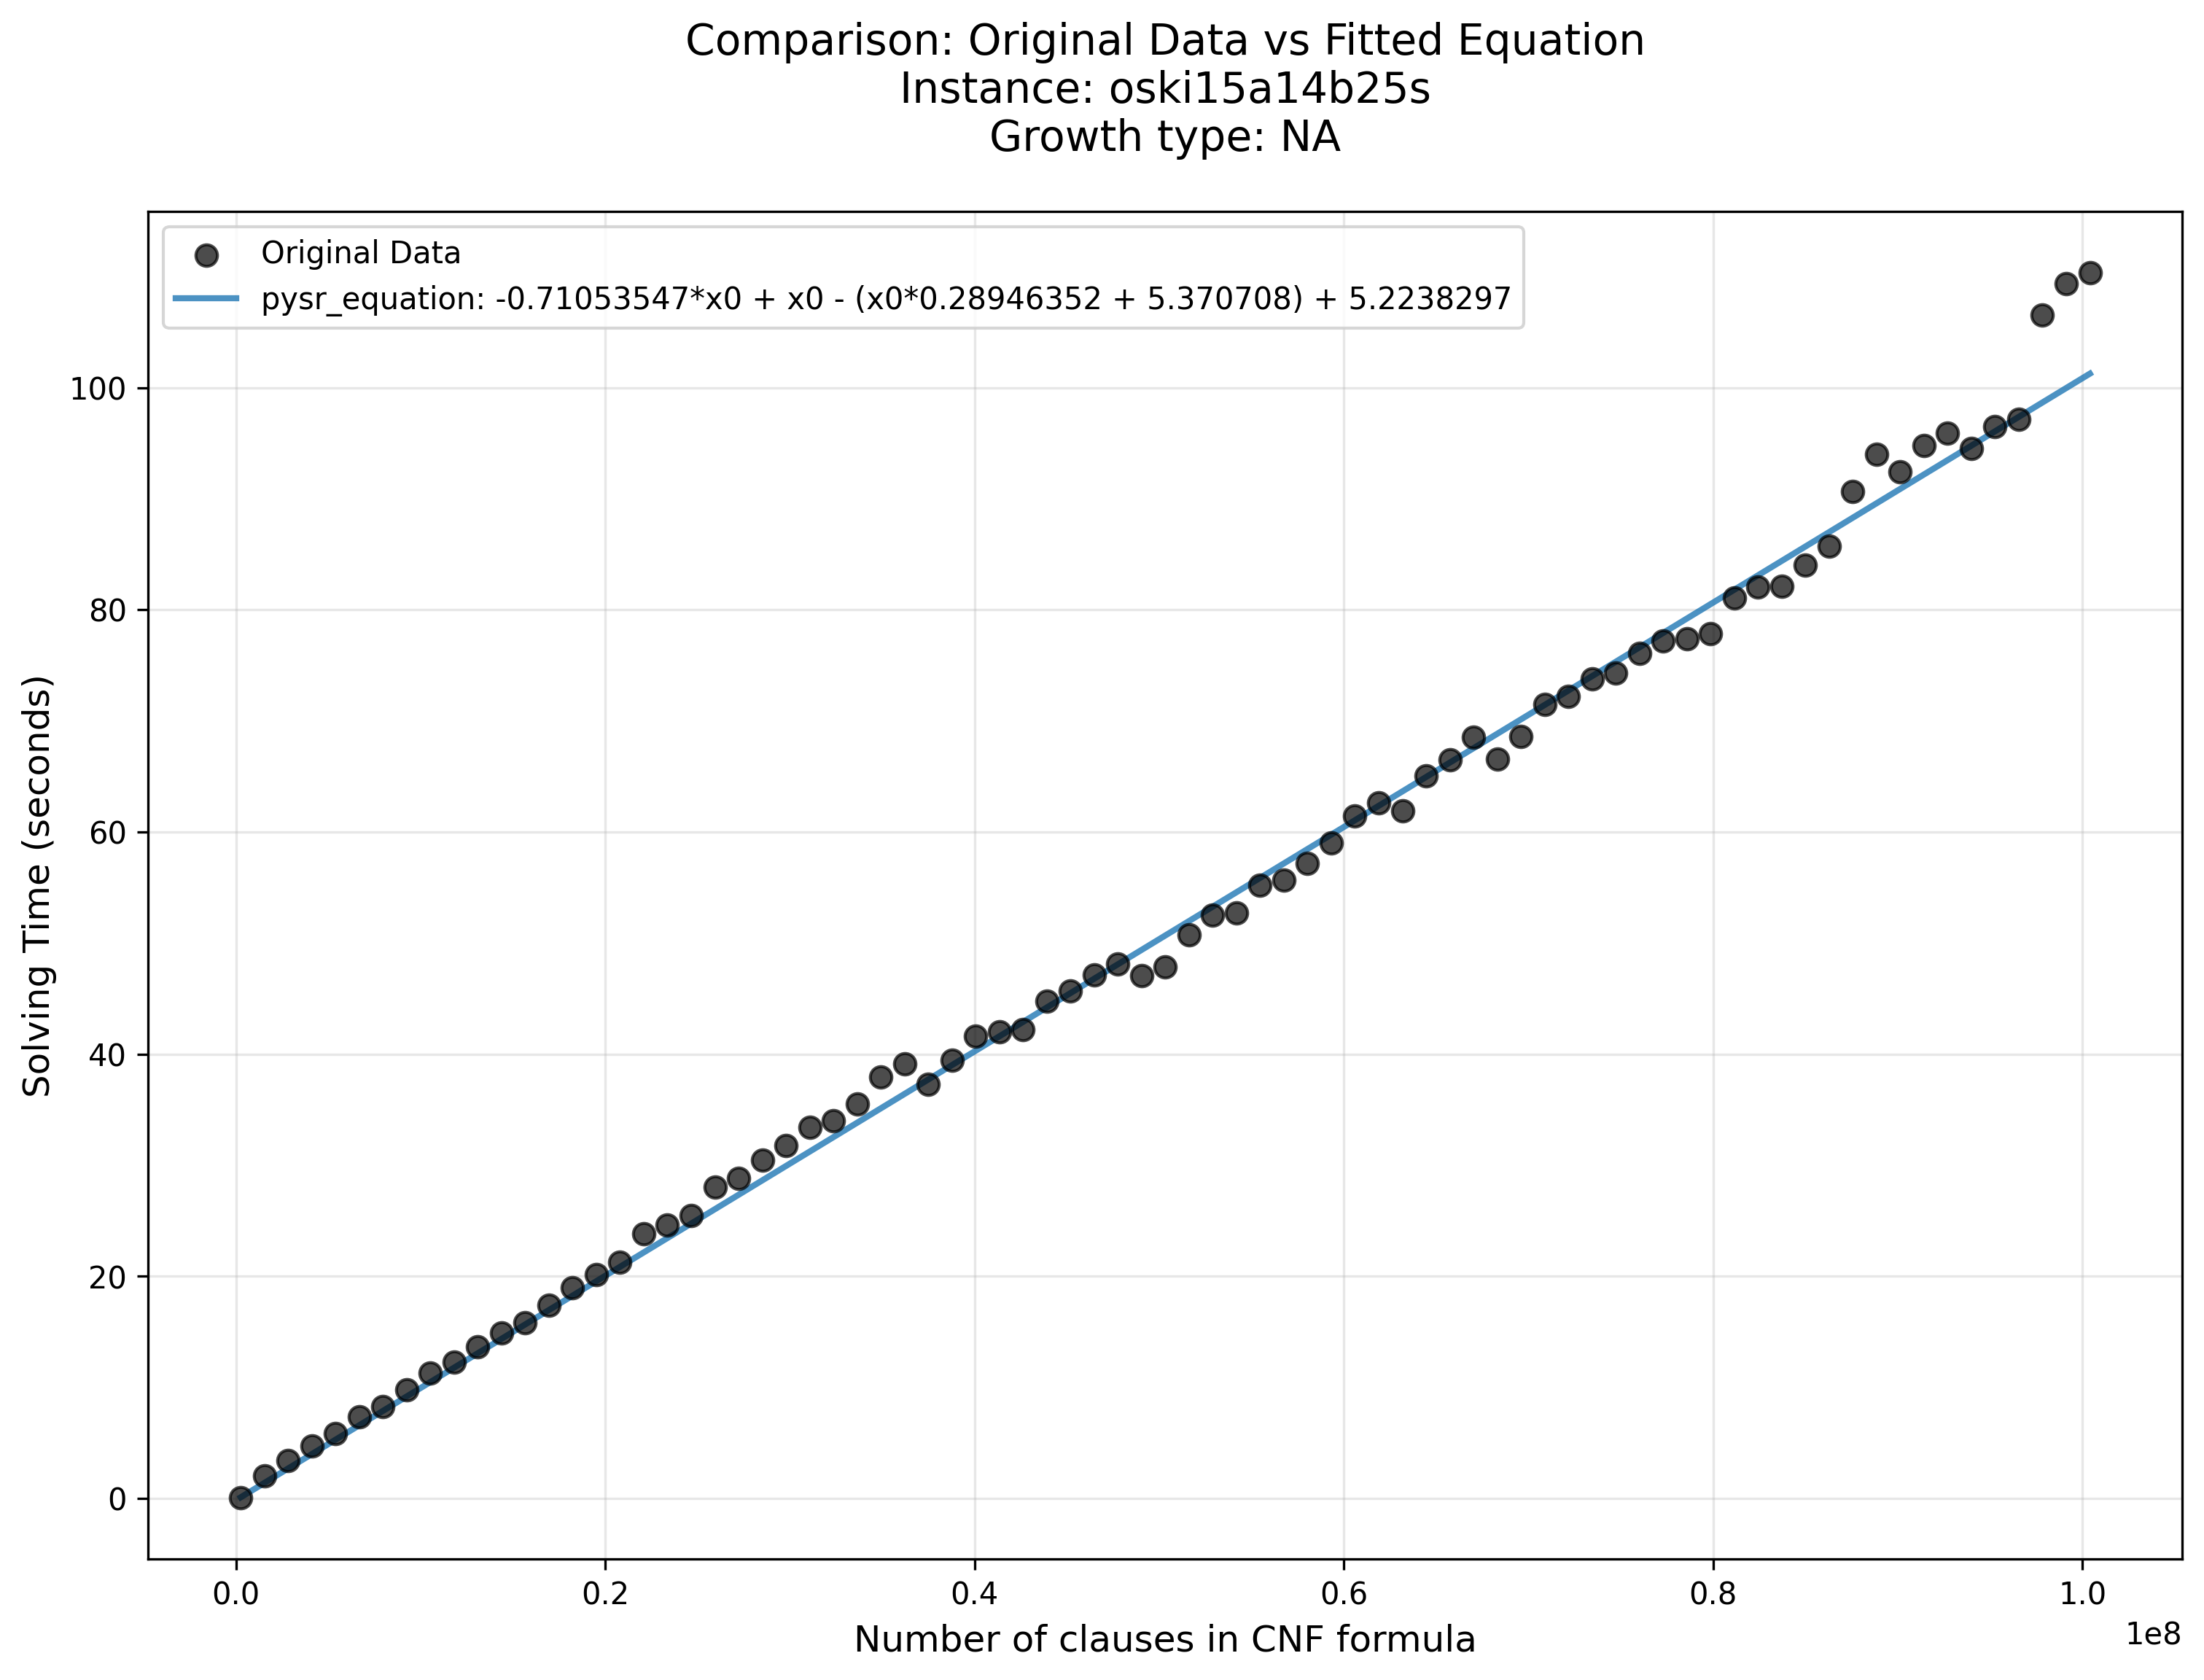 Comparison: Original Data vs Fitted Equation
Instance: oski15a14b25s
Growth type: NA
Original Data
pysr_equation: -0.71053547*x0 + x0 - (x0*0.28946352 + 5.370708) + 5.2238297
100
80
60
40
20
0
Solving Time (seconds)
0.0 0.2 0.4 0.6 0.8 1.0
1e8
Number of clauses in CNF formula